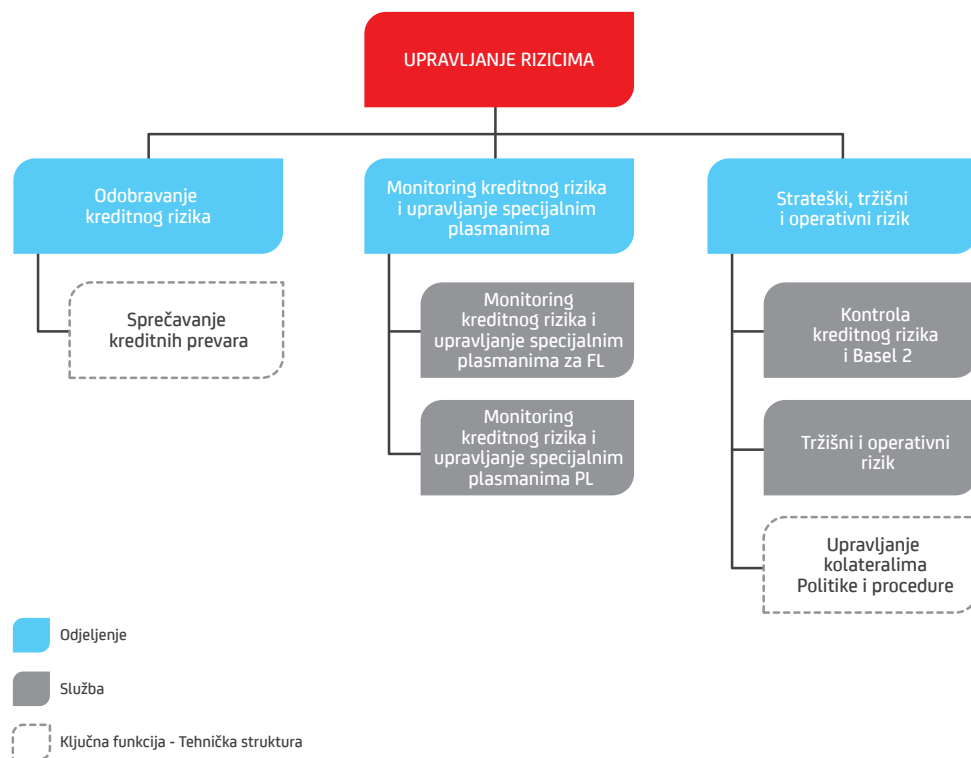 UPRAVLJANJE RIZICIMA
Odobravanje
kreditnog rizika
Monitoring kreditnog rizika
i upravljanje specijalnim
plasmanima
Strateški, tržišni
i operativni rizik
Sprečavanje
kreditnih prevara
Monitoring
kreditnog rizika i
upravljanje specijalnim
plasmanima za FL
Monitoring
kreditnog rizika i
upravljanje specijalnim
plasmanima PL
Kontrola
kreditnog rizika
i Basel 2
Tržišni i operativni
rizik
Upravljanje
kolateralima
Politike i procedure
Odjeljenje
Služba
Ključna funkcija - Tehnička struktura